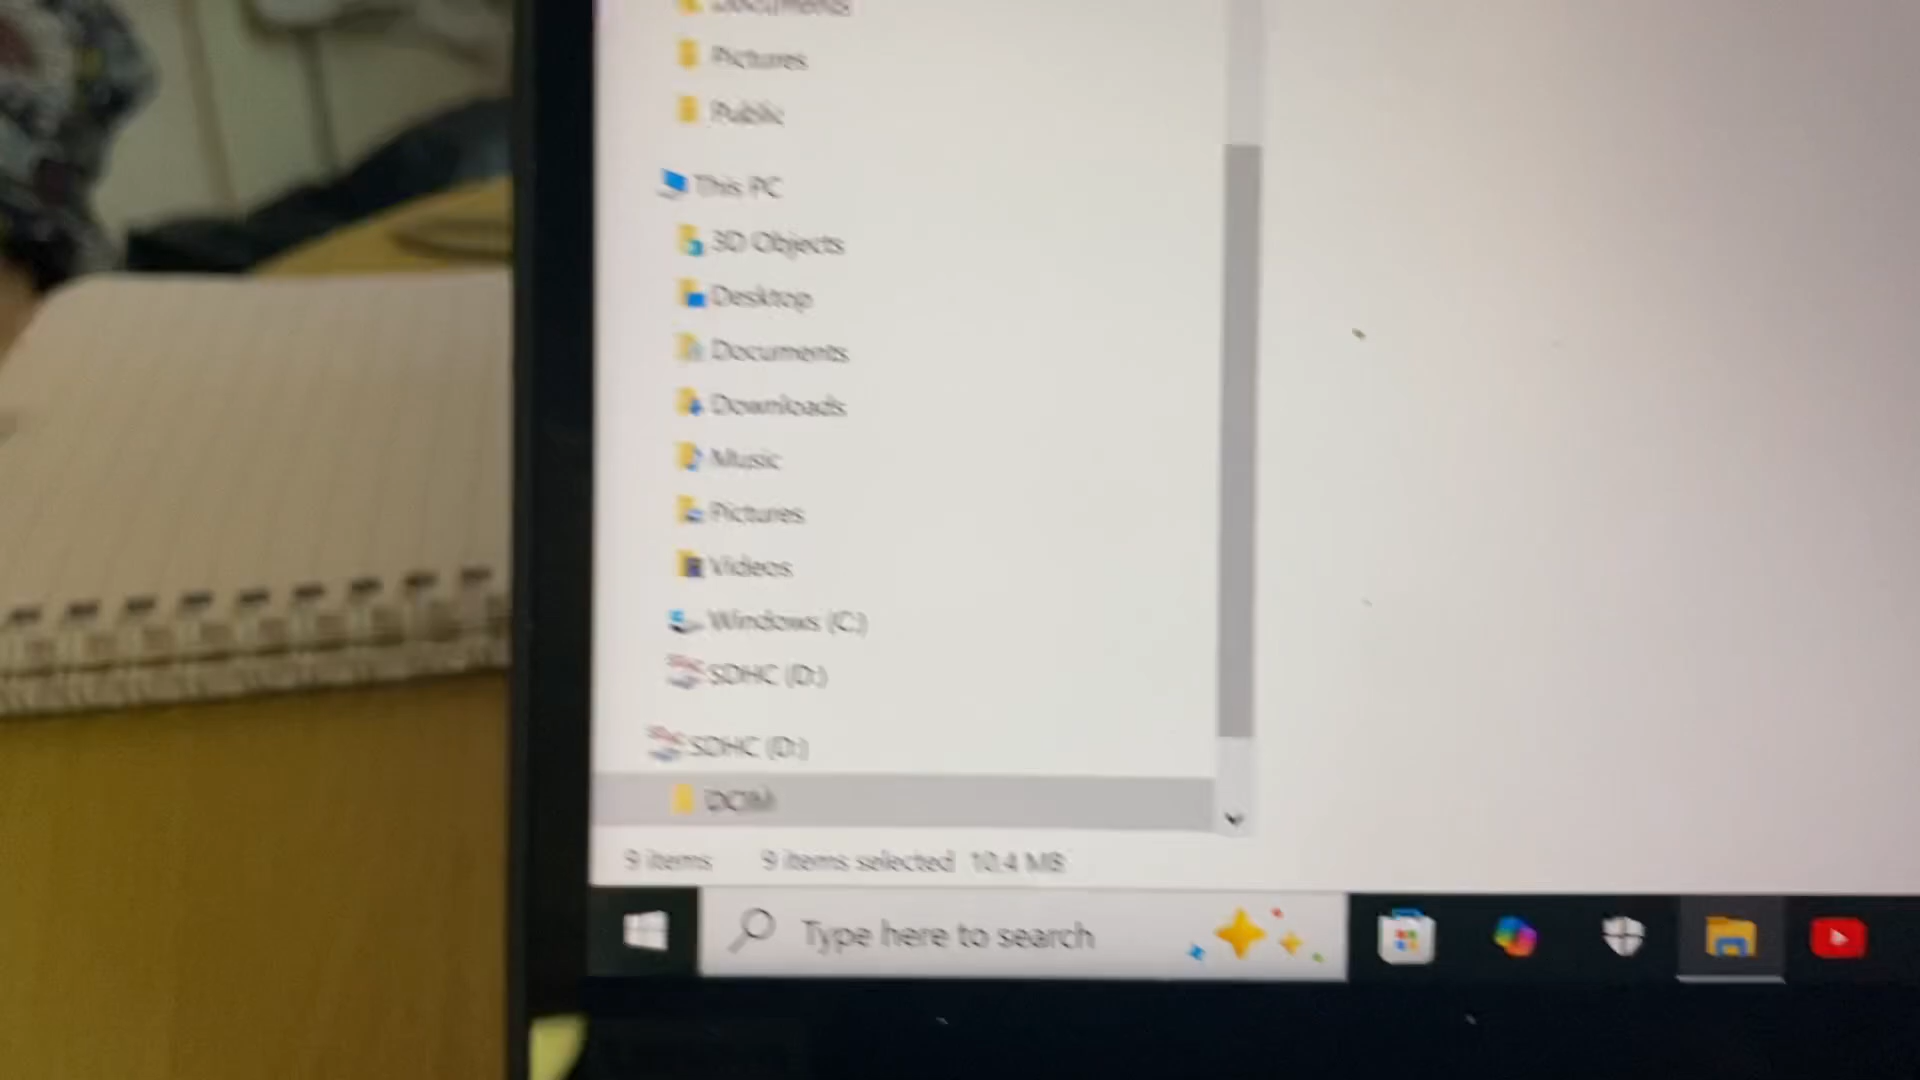 Documents
Pictures
Public
This PC
3D Objects
Desktop
Documents
Downloads
Music
Pictures
Videos
Windows (C:)
SDHC (D:)
SDHC (D:)
DCIM
9 items 9 items selected 10.4 MB
Type here to search